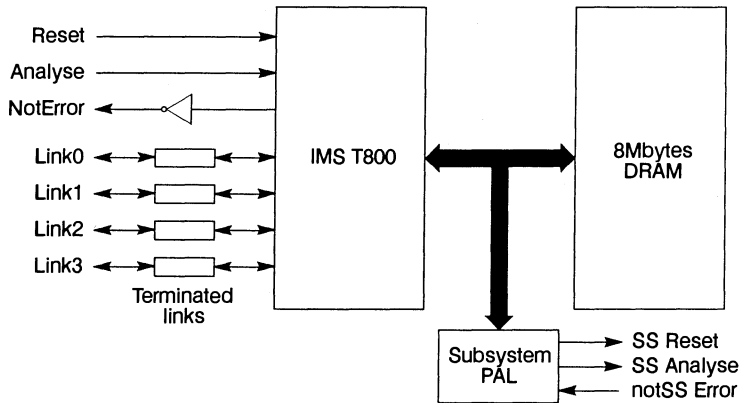 Reset
Analyse
NotError
Link0
Link1
Link2
Link3
Terminated
links
IMS T800
8Mbytes
DRAM
Subsystem
PAL
SS Reset
SS Analyse
notSS Error